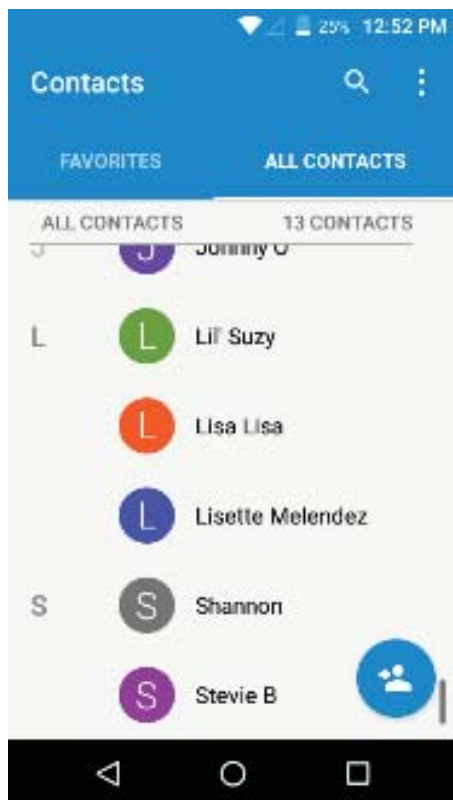 25% 12:52 PM
Contacts
FAVORITES ALL CONTACTS
ALL CONTACTS 13 CONTACTS
J J Johnny O
L L Lil' Suzy
L Lisa Lisa
L Lisette Melendez
S S Shannon
S Stevie B